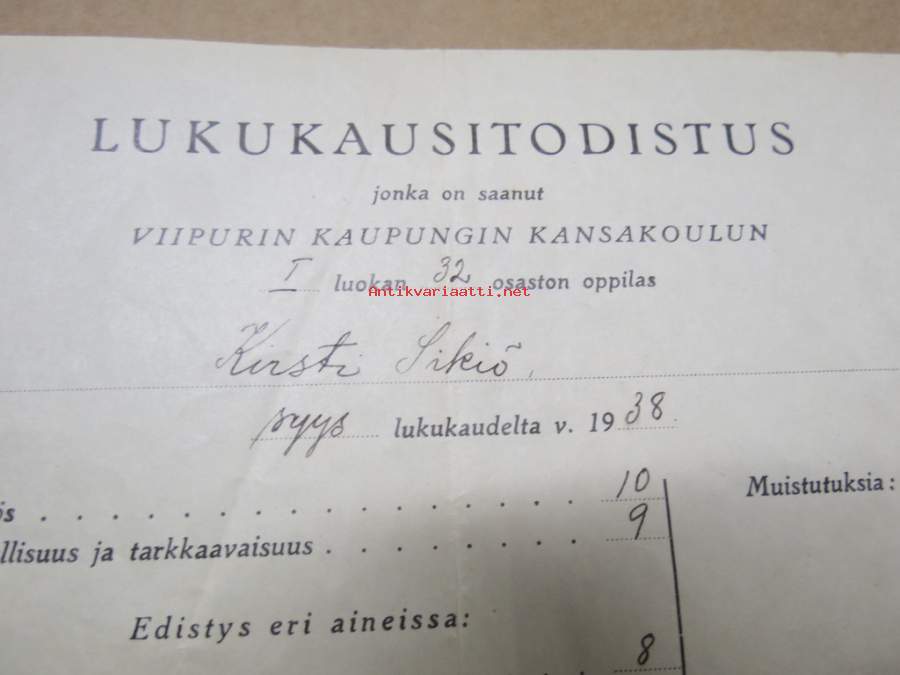 LUKUKAUSITODISTUS
jonka on saanut
VIIPURIN KAUPUNGIN KANSAKOULUN
I luokan 32 osaston oppilas
Antikvariaatti.net
Kirsti Sikiö
syys lukukaudelta v. 1938
ös . . . . . . . . . . . . . . . . 10
Muistutuksia:
llisuus ja tarkkaavaisuus . . . . . . . . 9
Edistys eri aineissa:
8